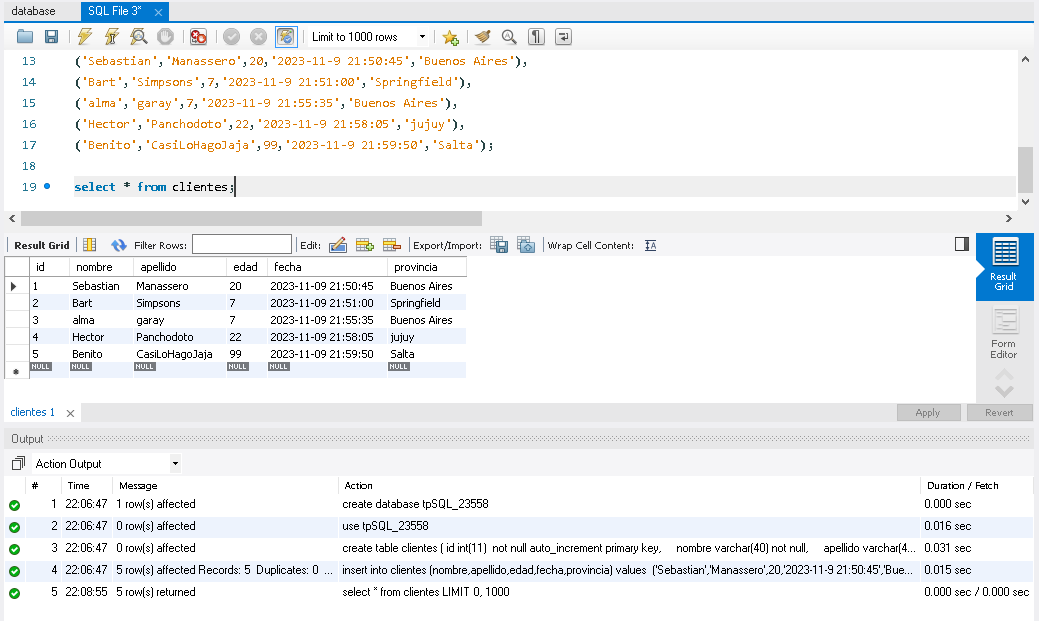 database
SQL File 3*
Limit to 1000 rows
13 ('Sebastian','Manassero',20,'2023-11-9 21:50:45','Buenos Aires'),
14 ('Bart','Simpsons',7,'2023-11-9 21:51:00','Springfield'),
15 ('alma','garay',7,'2023-11-9 21:55:35','Buenos Aires'),
16 ('Hector','Panchodoto',22,'2023-11-9 21:58:05','jujuy'),
17 ('Benito','CasiLoHagoJaja',99,'2023-11-9 21:59:50','Salta');
18
19 select * from clientes;
Result Grid Filter Rows: Edit: Export/Import: Wrap Cell Content:
id nombre apellido edad fecha provincia
1 Sebastian Manassero 20 2023-11-09 21:50:45 Buenos Aires
2 Bart Simpsons 7 2023-11-09 21:51:00 Springfield
3 alma garay 7 2023-11-09 21:55:35 Buenos Aires
4 Hector Panchodoto 22 2023-11-09 21:58:05 jujuy
5 Benito CasiLoHagoJaja 99 2023-11-09 21:59:50 Salta
NULL NULL NULL NULL NULL NULL
Result
Grid
Form
Editor
clientes 1 Apply Revert
Output
Action Output
# Time Message Action Duration / Fetch
1 22:06:47 1 row(s) affected create database tpSQL_23558 0.000 sec
2 22:06:47 0 row(s) affected use tpSQL_23558 0.016 sec
3 22:06:47 0 row(s) affected create table clientes ( id int(11) not null auto_increment primary key, nombre varchar(40) not null, apellido varchar(4... 0.031 sec
4 22:06:47 5 row(s) affected Records: 5 Duplicates: 0 ... insert into clientes (nombre,apellido,edad,fecha,provincia) values ('Sebastian','Manassero',20,'2023-11-9 21:50:45','Bue... 0.015 sec
5 22:08:55 5 row(s) returned select * from clientes LIMIT 0, 1000 0.000 sec / 0.000 sec